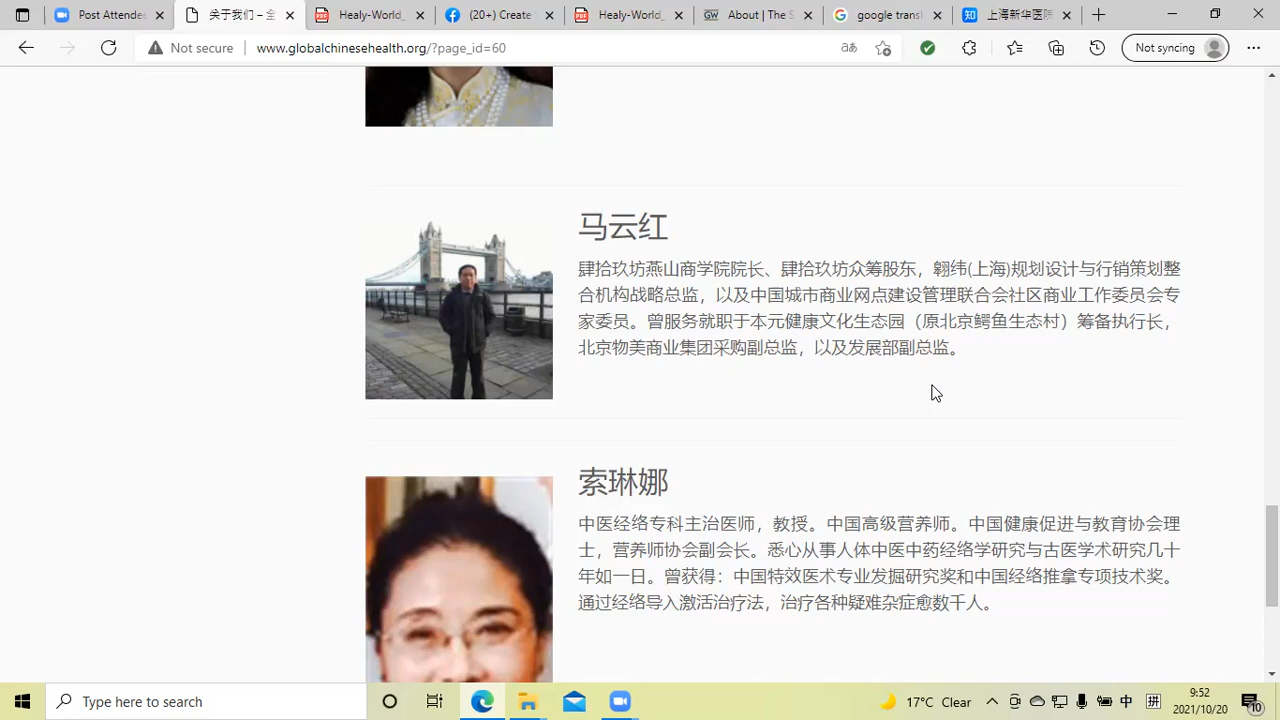 Post Attende
关于我们 - 全
Healy-World_
(20+) Create
Healy-World_
About | The S
google transl
上海新华医院
Not secure
www.globalchinesehealth.org/?page_id=60
Not syncing
马云红
肆拾玖坊燕山商学院院长、肆拾玖坊众筹股东，翱纬(上海)规划设计与行销策划整
合机构战略总监，以及中国城市商业网点建设管理联合会社区商业工作委员会专
家委员。曾服务就职于本元健康文化生态园（原北京鳄鱼生态村）筹备执行长，
北京物美商业集团采购副总监，以及发展部副总监。
索琳娜
中医经络专科主治医师，教授。中国高级营养师。中国健康促进与教育协会理
士，营养师协会副会长。悉心从事人体中医中药经络学研究与古医学术研究几十
年如一日。曾获得：中国特效医术专业发掘研究奖和中国经络推拿专项技术奖。
通过经络导入激活治疗法，治疗各种疑难杂症愈数千人。
Type here to search
17°C Clear
中
拼
9:52
2021/10/20
10